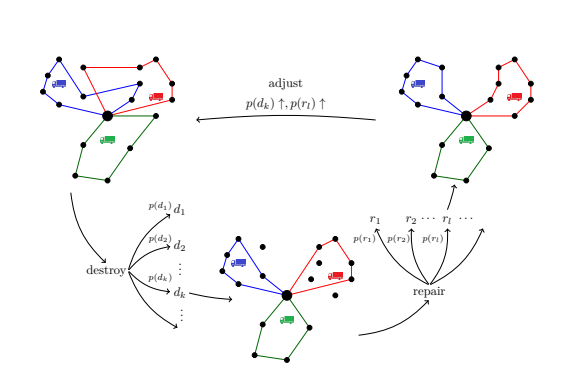 adjust
p(d_k) ↑, p(r_l) ↑
p(d_1) d_1
p(d_2) d_2
⋮
destroy
p(d_k) d_k
⋮
r_1 r_2 ⋯ r_l ⋯
p(r_1) p(r_2) p(r_l)
repair